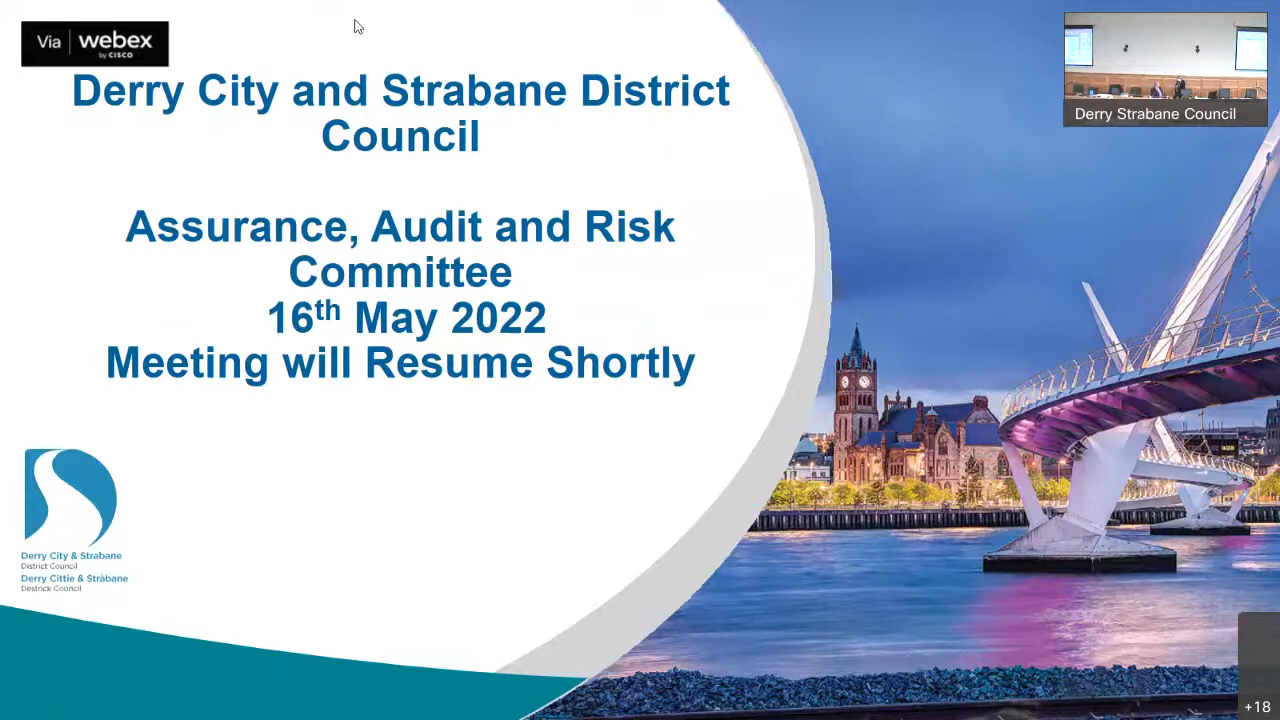 Via webex
by CISCO
Derry City and Strabane District
Council
Assurance, Audit and Risk
Committee
16th May 2022
Meeting will Resume Shortly
Derry Strabane Council
Derry City & Strabane
District Council
Derry Cittie & Stràbane
Destrick Cooncil
+18